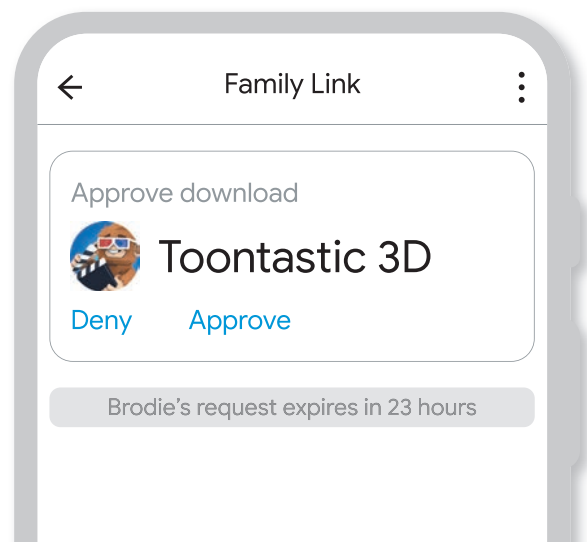 Family Link
Approve download
Toontastic 3D
Deny Approve
Brodie’s request expires in 23 hours